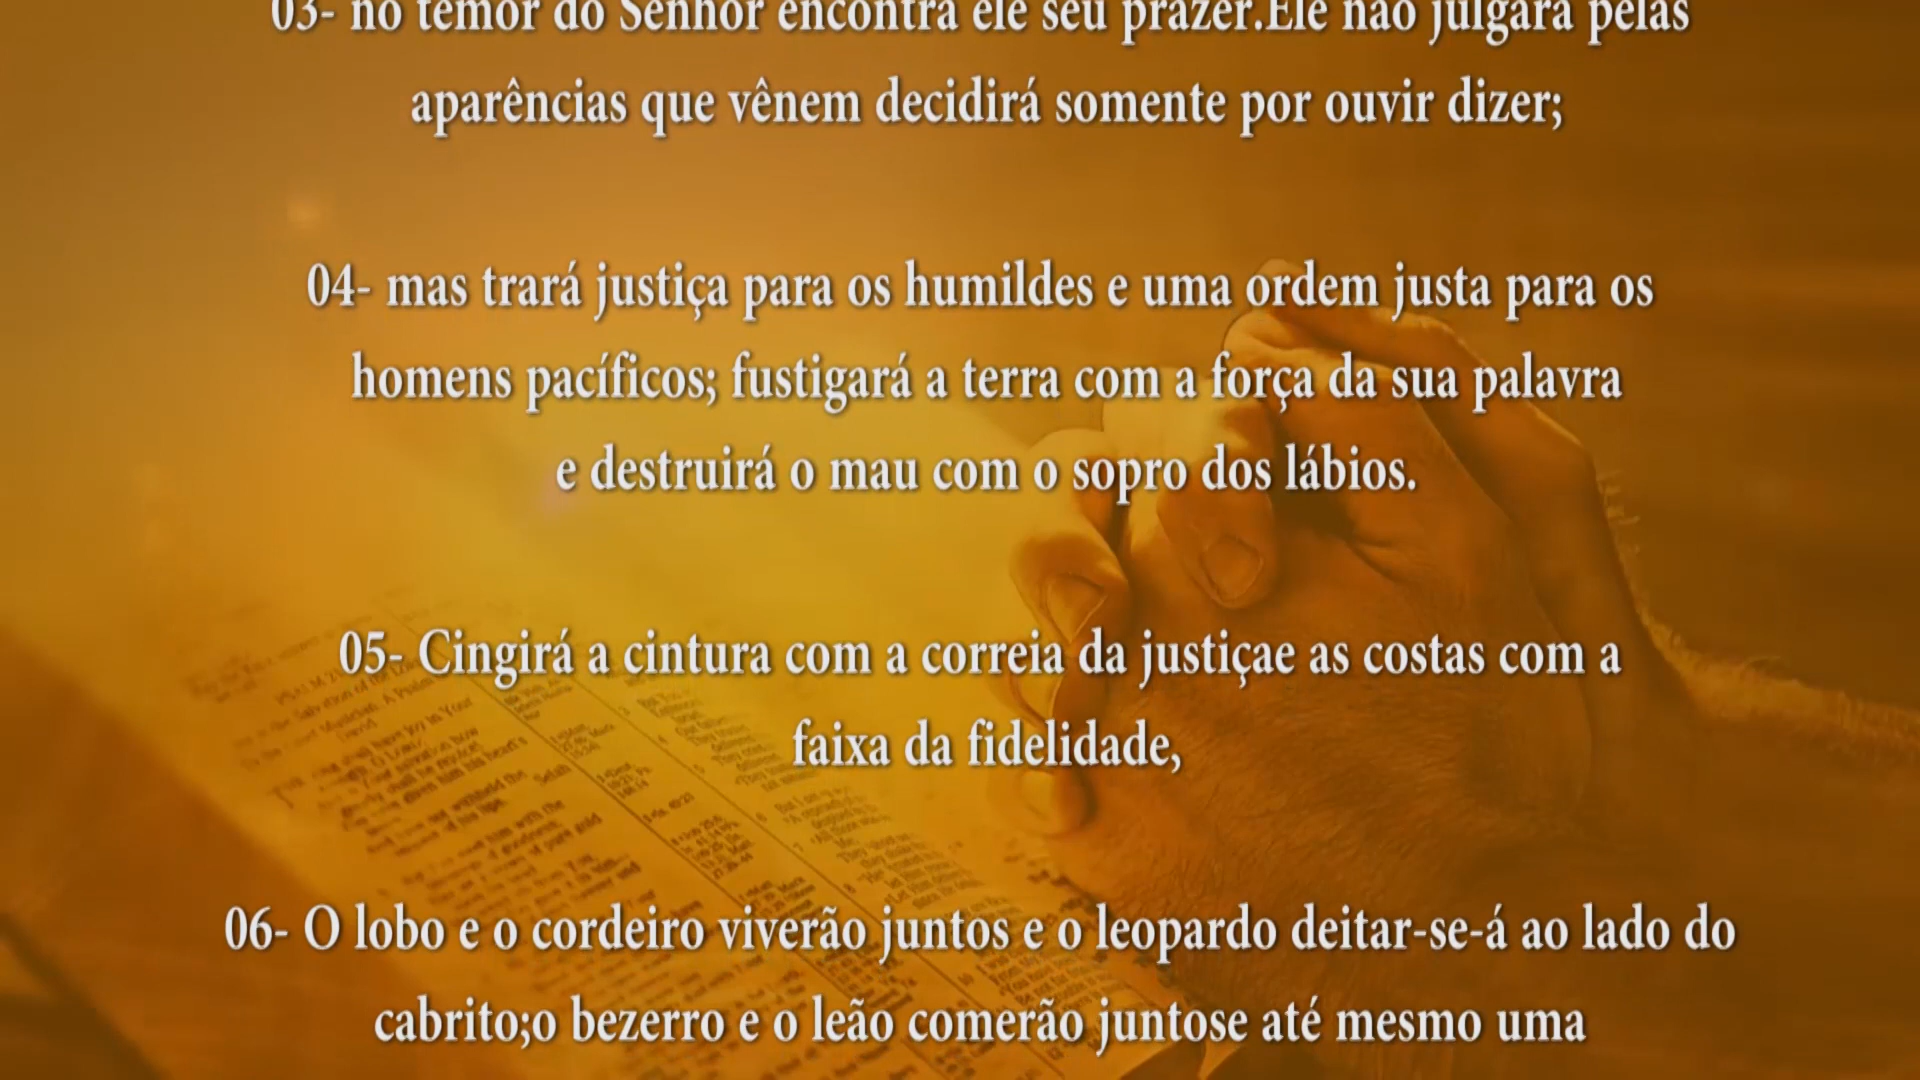 03- no temor do Senhor encontra ele seu prazer.Ele não julgará pelas
aparências que vênem decidirá somente por ouvir dizer;
04- mas trará justiça para os humildes e uma ordem justa para os
homens pacíficos; fustigará a terra com a força da sua palavra
e destruirá o mau com o sopro dos lábios.
05- Cingirá a cintura com a correia da justiçae as costas com a
faixa da fidelidade,
06- O lobo e o cordeiro viverão juntos e o leopardo deitar-se-á ao lado do
cabrito;o bezerro e o leão comerão juntose até mesmo uma